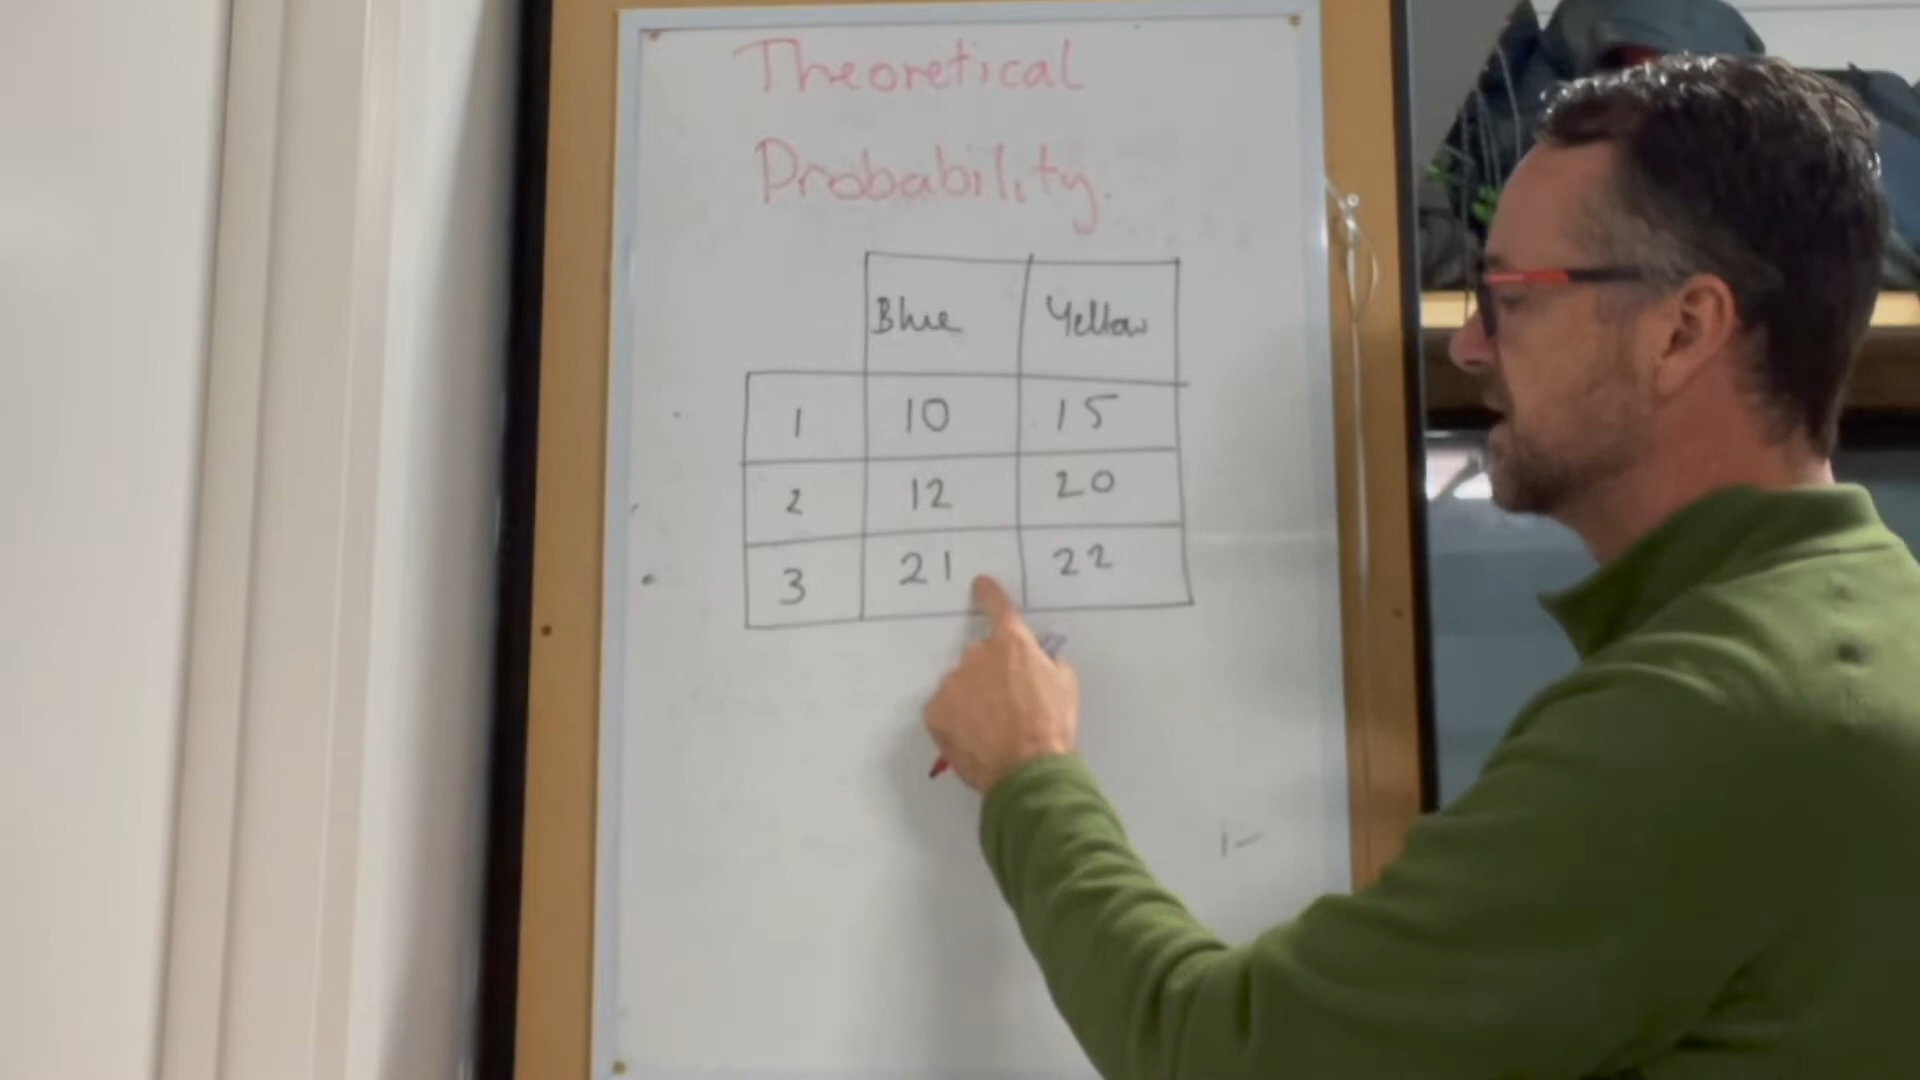 Theoretical
Probability.
Blue Yellow
1 10 15
2 12 20
3 21 22